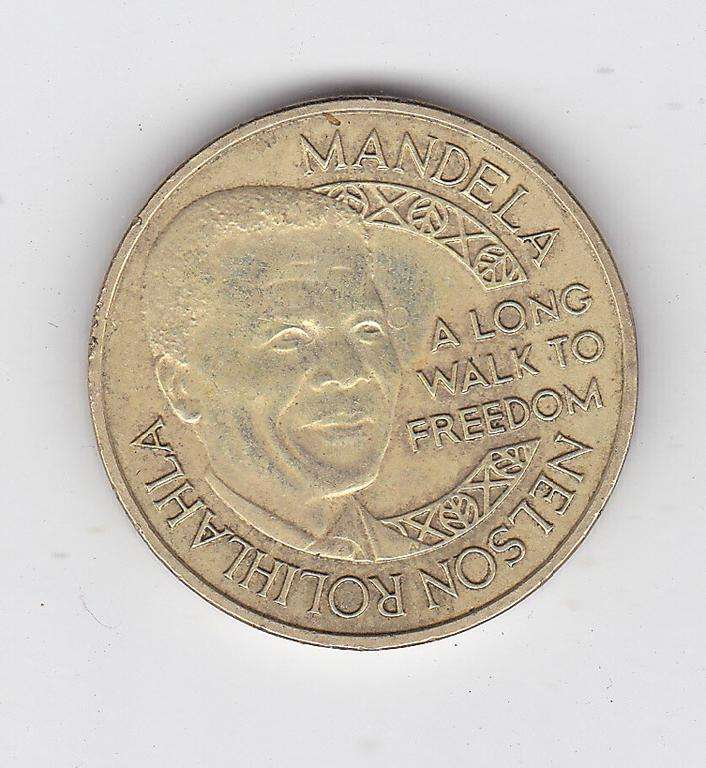 NELSON ROLIHLAHLA
MANDELA
A LONG
WALK TO
FREEDOM